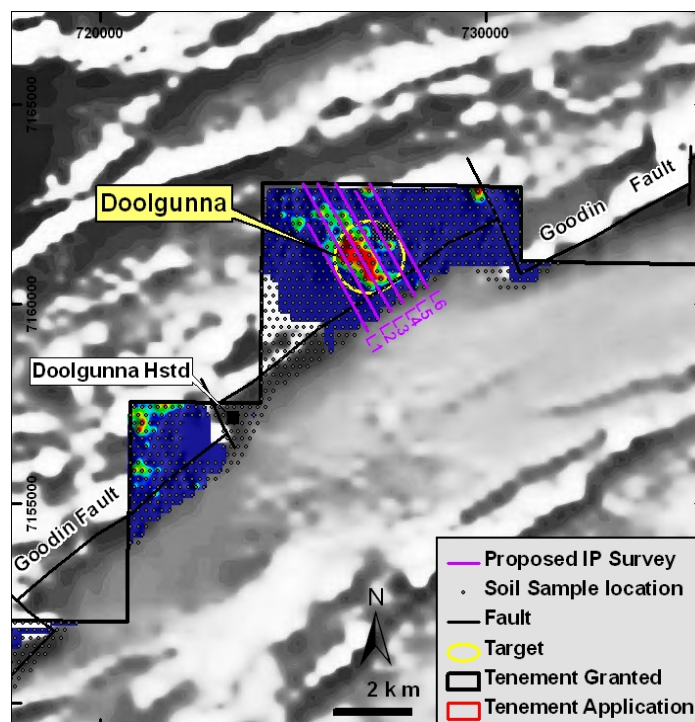 720000
730000
7165000
Doolgunna
Goodin Fault
7160000
L1
L2
L3
L4
L5
L6
Doolgunna Hstd
7155000
Goodin Fault
Proposed IP Survey
Soil Sample location
Fault
Target
Tenement Granted
Tenement Application
N
2 km